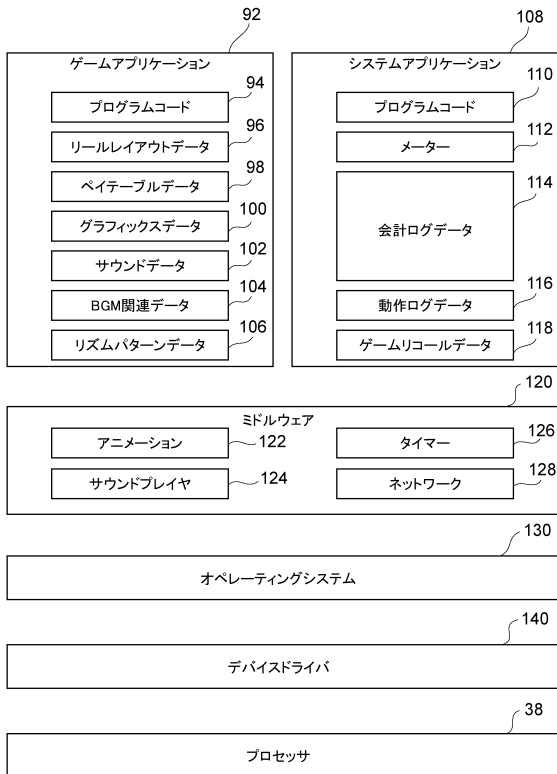 92
ゲームアプリケーション
プログラムコード
94
リールレイアウトデータ
96
ペイテーブルデータ
98
グラフィックスデータ
100
サウンドデータ
102
BGM関連データ
104
リズムパターンデータ
106
108
システムアプリケーション
プログラムコード
110
メーター
112
会計ログデータ
114
動作ログデータ
116
ゲームリコールデータ
118
120
ミドルウェア
アニメーション
122
サウンドプレイヤ
124
タイマー
126
ネットワーク
128
130
オペレーティングシステム
140
デバイスドライバ
38
プロセッサ